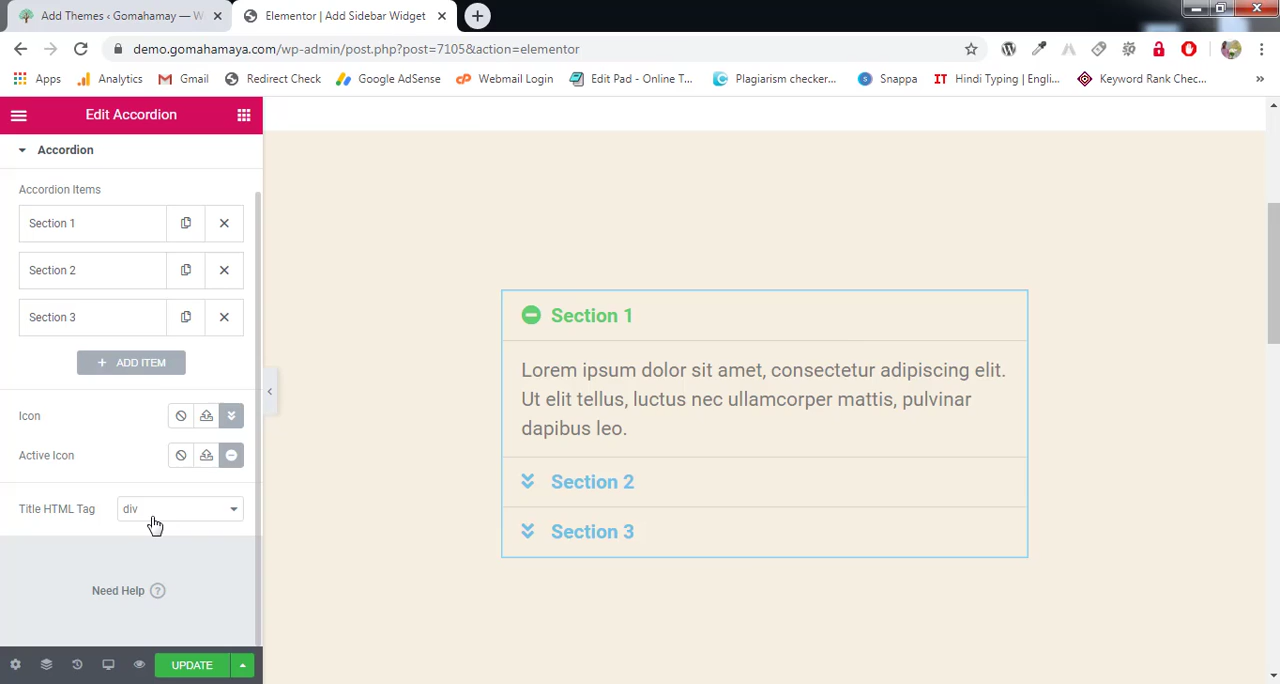 Add Themes ‹ Gomahamay — W
Elementor | Add Sidebar Widget
demo.gomahamaya.com/wp-admin/post.php?post=7105&action=elementor
Apps
Analytics
Gmail
Redirect Check
Google AdSense
Webmail Login
Edit Pad - Online T...
Plagiarism checker...
Snappa
IT Hindi Typing | Engli...
Keyword Rank Chec...
»
Edit Accordion
Accordion
Accordion Items
Section 1
Section 2
Section 3
+ ADD ITEM
Icon
Active Icon
Title HTML Tag
div
Need Help ?
UPDATE
Section 1
Lorem ipsum dolor sit amet, consectetur adipiscing elit.
Ut elit tellus, luctus nec ullamcorper mattis, pulvinar
dapibus leo.
Section 2
Section 3